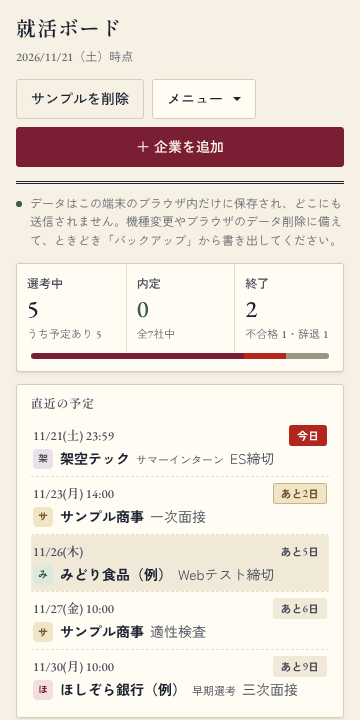 就活ボード
2026/11/21（土）時点
サンプルを削除
メニュー
＋ 企業を追加
データはこの端末のブラウザ内だけに保存され、どこにも
送信されません。機種変更やブラウザのデータ削除に備え
て、ときどき「バックアップ」から書き出してください。
選考中
5
うち予定あり 5
内定
0
全7社中
終了
2
不合格 1・辞退 1
直近の予定
11/21(土) 23:59
今日
架 架空テック サマーインターン ES締切
11/23(月) 14:00
あと2日
サ サンプル商事 一次面接
11/26(木)
あと5日
み みどり食品（例） Webテスト締切
11/27(金) 10:00
あと6日
サ サンプル商事 適性検査
11/30(月) 10:00
あと9日
ほ ほしぞら銀行（例） 早期選考 三次面接